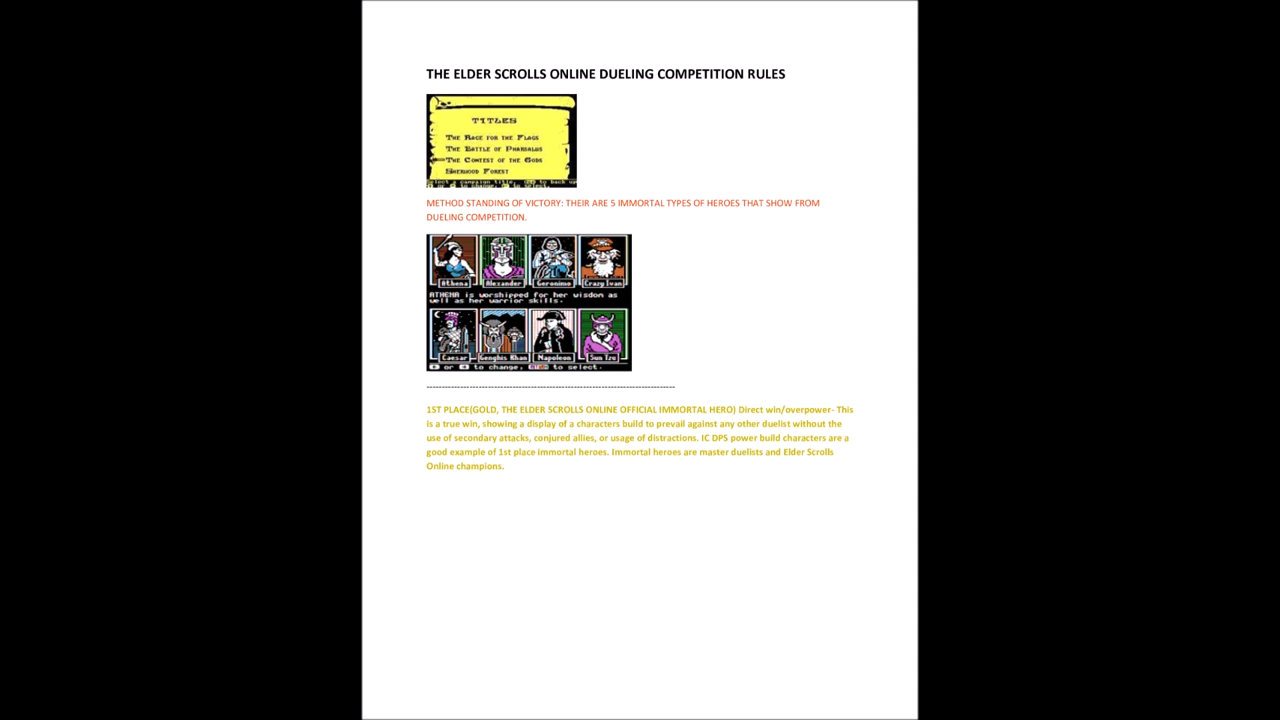 THE ELDER SCROLLS ONLINE DUELING COMPETITION RULES
TITLES
THE RACE FOR THE FLAGS
THE BATTLE OF PHARSALUS
THE CONTEST OF THE GODS
SHERWOOD FOREST
METHOD STANDING OF VICTORY: THEIR ARE 5 IMMORTAL TYPES OF HEROES THAT SHOW FROM
DUELING COMPETITION.
Athena Alexander Geronimo Crazy Ivan
ATHENA is worshipped for her wisdom as
well as her warrior skills.
Caesar Genghis Khan Napoleon Sun Tzu
or to change, to select.
----------------------------------------------------------------------------------
1ST PLACE(GOLD, THE ELDER SCROLLS ONLINE OFFICIAL IMMORTAL HERO) Direct win/overpower- This
is a true win, showing a display of a characters build to prevail against any other duelist without the
use of secondary attacks, conjured allies, or usage of distractions. IC DPS power build characters are a
good example of 1st place immortal heroes. Immortal heroes are master duelists and Elder Scrolls
Online champions.